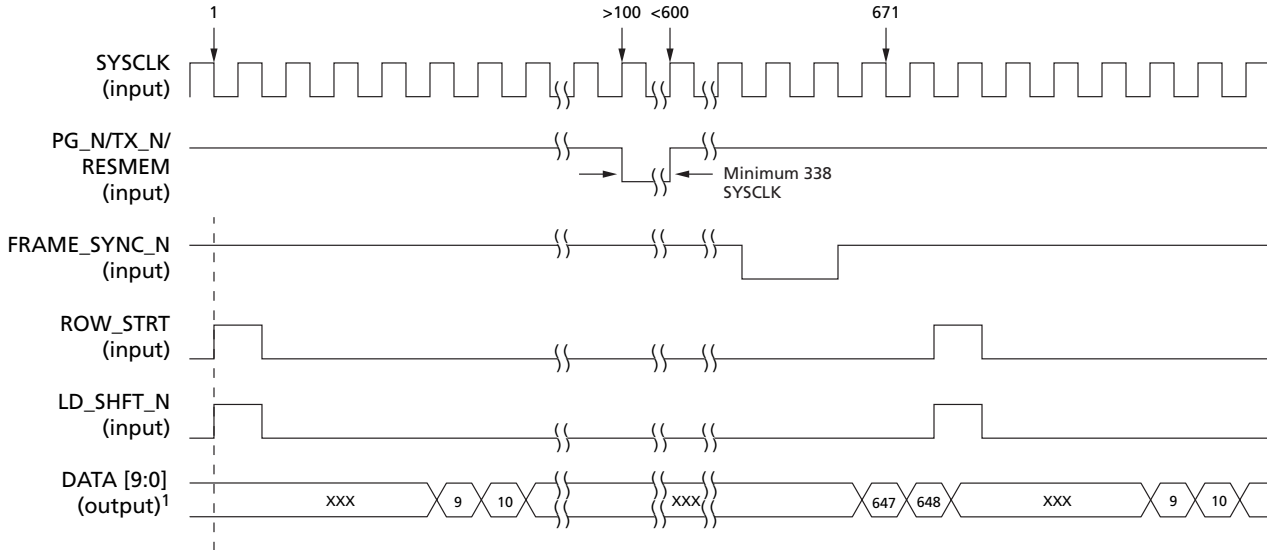 1 >100 <600 671
SYSCLK
(input)
PG_N/TX_N/
RESMEM
(input)
Minimum 338
SYSCLK
FRAME_SYNC_N
(input)
ROW_STRT
(input)
LD_SHFT_N
(input)
DATA [9:0]
(output)1
XXX 9 10 XXX 647 648 XXX 9 10